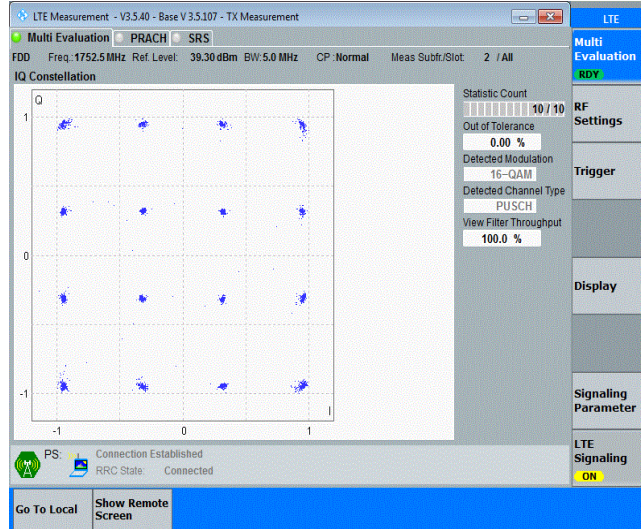 LTE Measurement  - V3.5.40 - Base V 3.5.107 - TX Measurement
LTE
Multi Evaluation PRACH SRS
Multi
Evaluation
RDY
FDD Freq.:1752.5 MHz Ref. Level: 39.30 dBm BW:5.0 MHz CP :Normal Meas Subfr./Slot: 2 / All
IQ Constellation
Q
1
0
-1
-1 0 1
I
Statistic Count
10 / 10
Out of Tolerance
0.00 %
Detected Modulation
16-QAM
Detected Channel Type
PUSCH
View Filter Throughput
100.0 %
RF
Settings
Trigger
Display
Signaling
Parameter
LTE
Signaling
ON
PS: Connection Established
RRC State: Connected
Go To Local
Show Remote
Screen